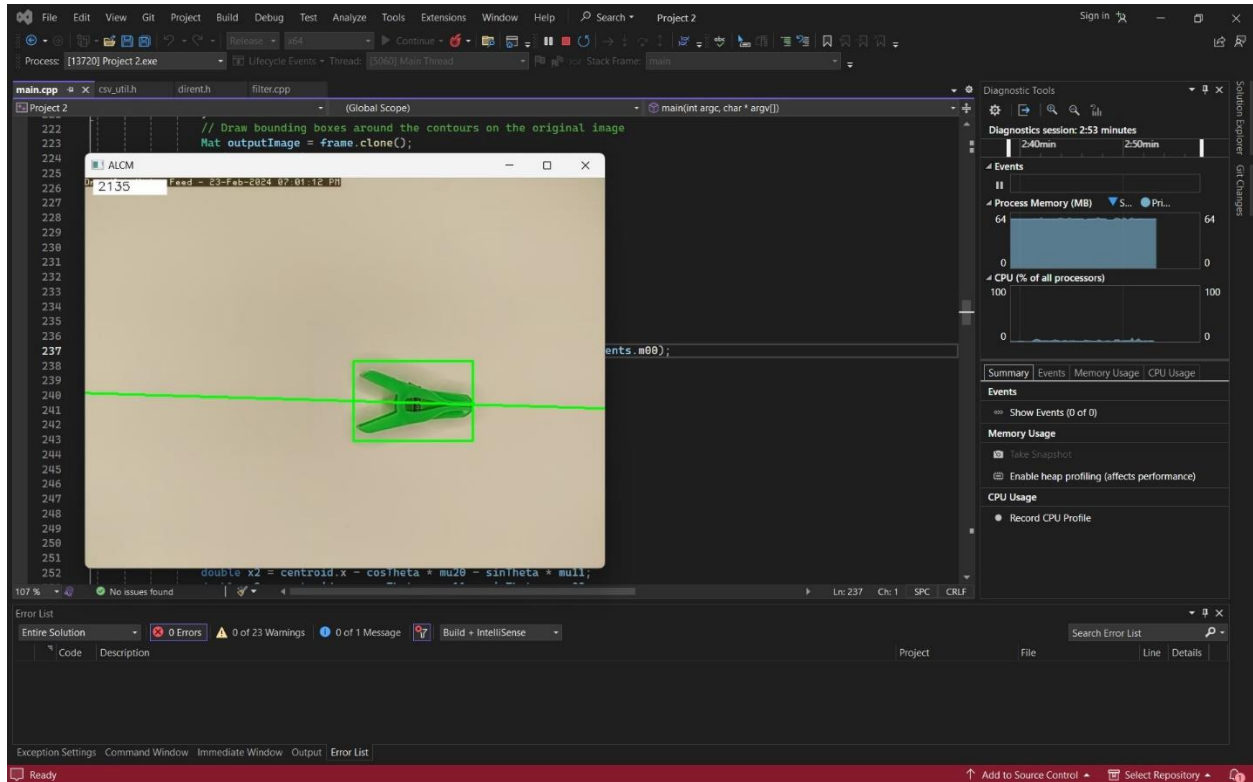 File Edit View Git Project Build Debug Test Analyze Tools Extensions Window Help Search Project 2 Sign in
Release x64 Continue
Process: [13720] Project 2.exe Lifecycle Events Thread: [5060] Main Thread Stack Frame: main
main.cpp csv_util.h dirent.h filter.cpp
Project 2 (Global Scope) main(int argc, char * argv[])
222 // Draw bounding boxes around the contours on the original image
223 Mat outputImage = frame.clone();
224
225
226
227
228
229
230
231
232
233
234
235
236
237 ents.m00);
238
239
240
241
242
243
244
245
246
247
248
249
250
251
252 double x2 = centroid.x - cosTheta * mu20 - sinTheta * mu11;
ALCM
Feed - 23-Feb-2024 07:01:12 PM
2135
107 % No issues found Ln: 237 Ch: 1 SPC CRLF
Diagnostic Tools
Diagnostics session: 2:53 minutes
2:40min 2:50min
Events
Process Memory (MB) S... Pri...
64 64
0 0
CPU (% of all processors)
100 100
0 0
Summary Events Memory Usage CPU Usage
Events
Show Events (0 of 0)
Memory Usage
Take Snapshot
Enable heap profiling (affects performance)
CPU Usage
Record CPU Profile
Solution Explorer
Git Changes
Error List
Entire Solution 0 Errors 0 of 23 Warnings 0 of 1 Message Build + IntelliSense Search Error List
Code Description Project File Line Details
Exception Settings Command Window Immediate Window Output Error List
Ready Add to Source Control Select Repository